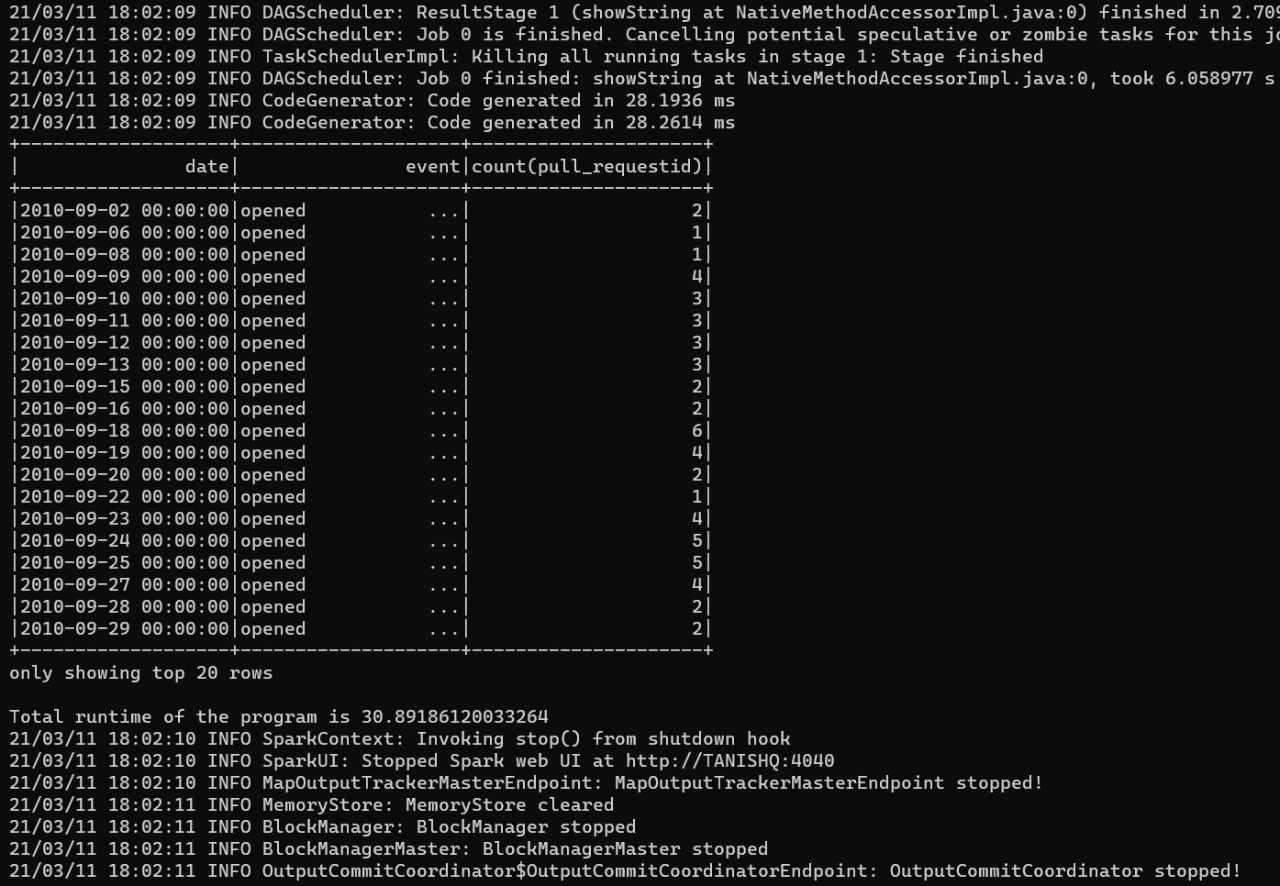 21/03/11 18:02:09 INFO DAGScheduler: ResultStage 1 (showString at NativeMethodAccessorImpl.java:0) finished in 2.709
21/03/11 18:02:09 INFO DAGScheduler: Job 0 is finished. Cancelling potential speculative or zombie tasks for this jo
21/03/11 18:02:09 INFO TaskSchedulerImpl: Killing all running tasks in stage 1: Stage finished
21/03/11 18:02:09 INFO DAGScheduler: Job 0 finished: showString at NativeMethodAccessorImpl.java:0, took 6.058977 s
21/03/11 18:02:09 INFO CodeGenerator: Code generated in 28.1936 ms
21/03/11 18:02:09 INFO CodeGenerator: Code generated in 28.2614 ms
+-------------------+--------------------+---------------------+
|               date|               event|count(pull_requestid)|
+-------------------+--------------------+---------------------+
|2010-09-02 00:00:00|opened           ...|                    2|
|2010-09-06 00:00:00|opened           ...|                    1|
|2010-09-08 00:00:00|opened           ...|                    1|
|2010-09-09 00:00:00|opened           ...|                    4|
|2010-09-10 00:00:00|opened           ...|                    3|
|2010-09-11 00:00:00|opened           ...|                    3|
|2010-09-12 00:00:00|opened           ...|                    3|
|2010-09-13 00:00:00|opened           ...|                    3|
|2010-09-15 00:00:00|opened           ...|                    2|
|2010-09-16 00:00:00|opened           ...|                    2|
|2010-09-18 00:00:00|opened           ...|                    6|
|2010-09-19 00:00:00|opened           ...|                    4|
|2010-09-20 00:00:00|opened           ...|                    2|
|2010-09-22 00:00:00|opened           ...|                    1|
|2010-09-23 00:00:00|opened           ...|                    4|
|2010-09-24 00:00:00|opened           ...|                    5|
|2010-09-25 00:00:00|opened           ...|                    5|
|2010-09-27 00:00:00|opened           ...|                    4|
|2010-09-28 00:00:00|opened           ...|                    2|
|2010-09-29 00:00:00|opened           ...|                    2|
+-------------------+--------------------+---------------------+
only showing top 20 rows
Total runtime of the program is 30.89186120033264
21/03/11 18:02:10 INFO SparkContext: Invoking stop() from shutdown hook
21/03/11 18:02:10 INFO SparkUI: Stopped Spark web UI at http://TANISHQ:4040
21/03/11 18:02:10 INFO MapOutputTrackerMasterEndpoint: MapOutputTrackerMasterEndpoint stopped!
21/03/11 18:02:11 INFO MemoryStore: MemoryStore cleared
21/03/11 18:02:11 INFO BlockManager: BlockManager stopped
21/03/11 18:02:11 INFO BlockManagerMaster: BlockManagerMaster stopped
21/03/11 18:02:11 INFO OutputCommitCoordinator$OutputCommitCoordinatorEndpoint: OutputCommitCoordinator stopped!